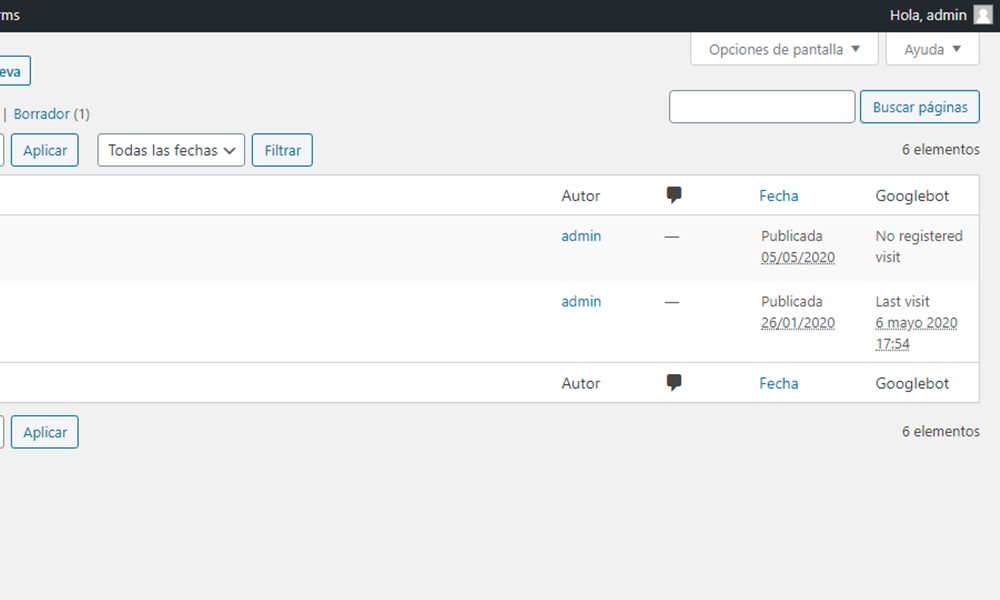 rms Hola, admin
Opciones de pantalla Ayuda
eva
| Borrador (1) Buscar páginas
Aplicar Todas las fechas Filtrar 6 elementos
Autor Fecha Googlebot
admin — Publicada No registered
05/05/2020 visit
admin — Publicada Last visit
26/01/2020 6 mayo 2020
17:54
Autor Fecha Googlebot
Aplicar 6 elementos